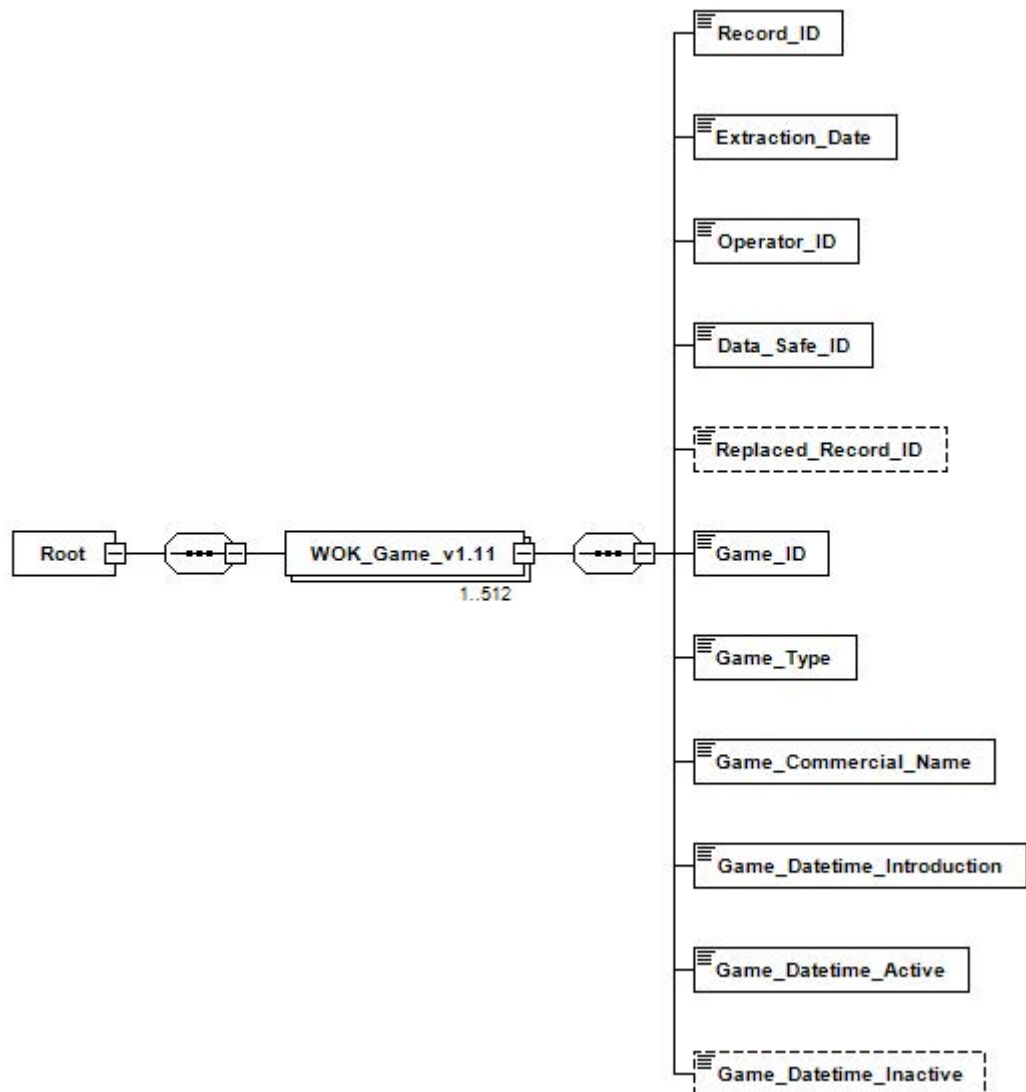 Record_ID
Extraction_Date
Operator_ID
Data_Safe_ID
Replaced_Record_ID
Root
WOK_Game_v1.11
1..512
Game_ID
Game_Type
Game_Commercial_Name
Game_Datetime_Introduction
Game_Datetime_Active
Game_Datetime_Inactive